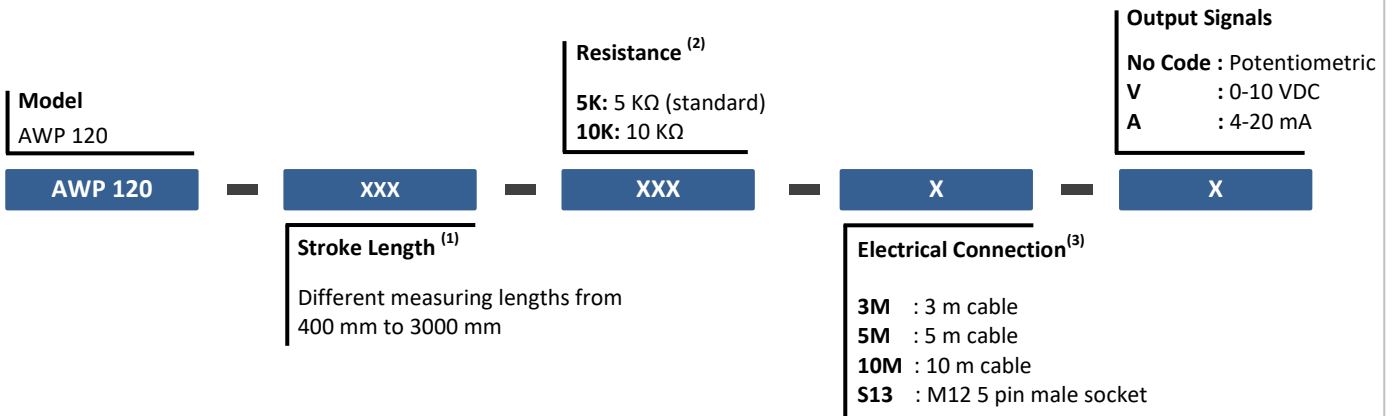 Model
AWP 120
Resistance (2)
5K: 5 KΩ (standard)
10K: 10 KΩ
Output Signals
No Code : Potentiometric
V : 0-10 VDC
A : 4-20 mA
AWP 120 – XXX – XXX – X – X
Stroke Length (1)
Different measuring lengths from
400 mm to 3000 mm
Electrical Connection(3)
3M : 3 m cable
5M : 5 m cable
10M : 10 m cable
S13 : M12 5 pin male socket